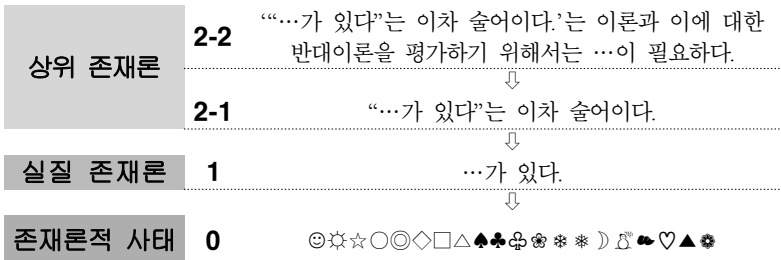 상위 존재론
2-2
'“…가 있다”는 이차 술어이다.'는 이론과 이에 대한
반대이론을 평가하기 위해서는 …이 필요하다.
⇩
2-1
“…가 있다”는 이차 술어이다.
⇩
실질 존재론
1
…가 있다.
⇩
존재론적 사태
0